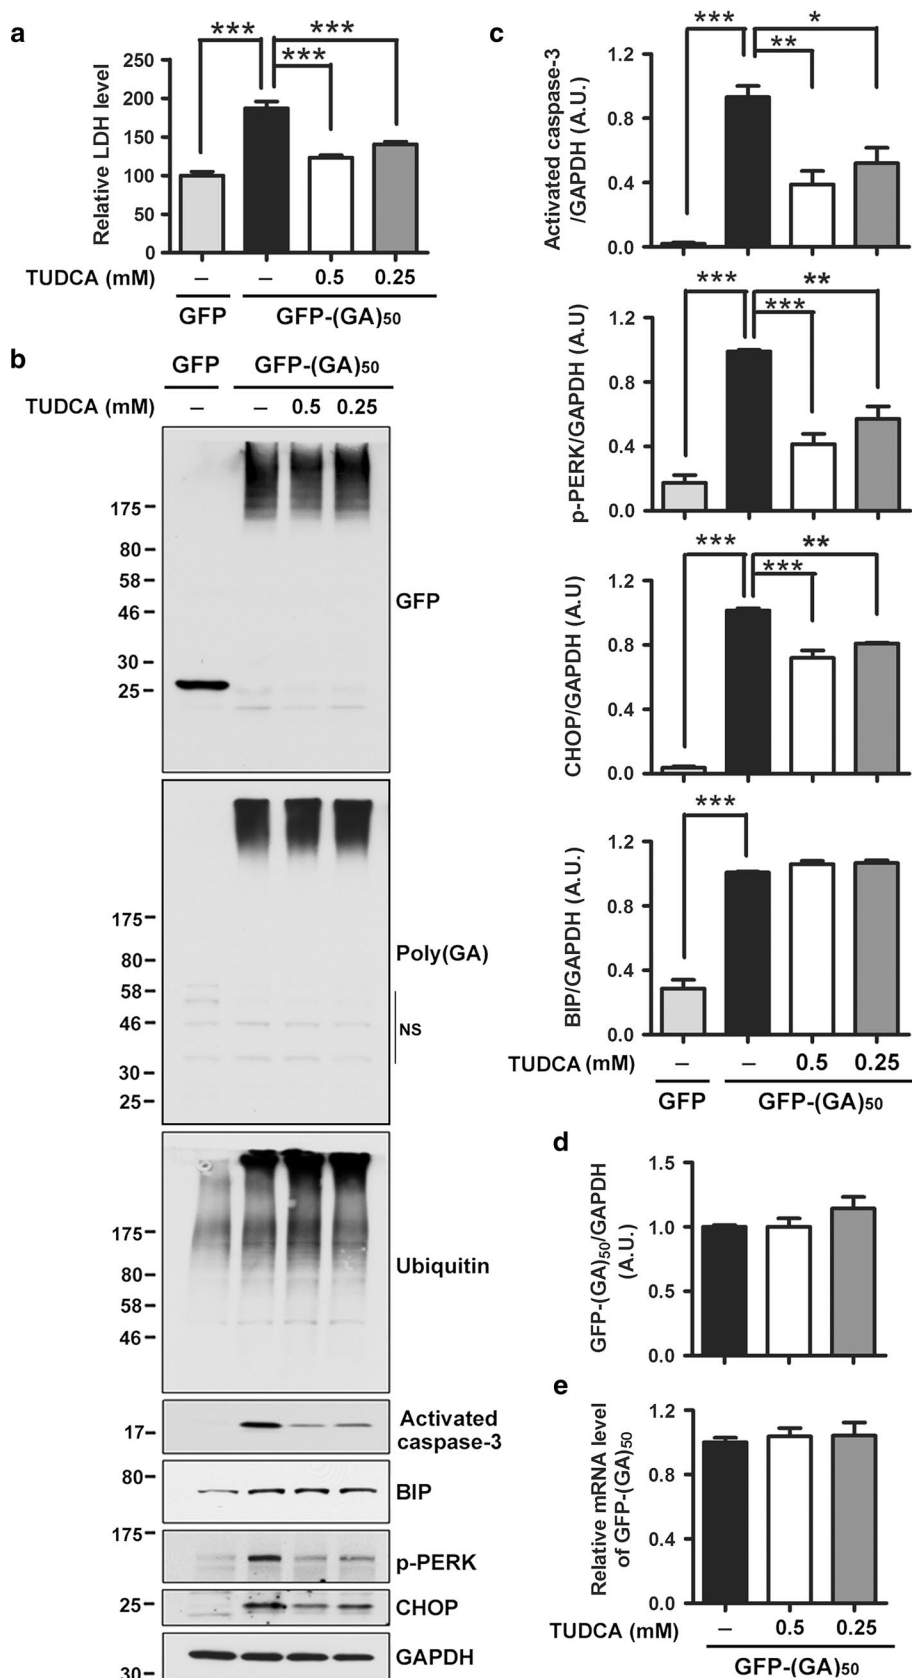 a
*** *** ***
Relative LDH level
250
200
150
100
50
0
TUDCA (mM) – – 0.5 0.25
GFP GFP-(GA)50
b
GFP GFP-(GA)50
TUDCA (mM) – – 0.5 0.25
175
80
58
46
30
25
GFP
175
80
58
46
30
25
Poly(GA)
NS
175
80
58
46
Ubiquitin
17
Activated
caspase-3
80
BIP
175
p-PERK
25
CHOP
30
GAPDH
c
*** ** *
Activated caspase-3
/GAPDH (A.U.)
1.2
0.8
0.4
0.0
*** *** **
p-PERK/GAPDH (A.U)
1.2
0.8
0.4
0.0
*** *** **
CHOP/GAPDH (A.U)
1.2
0.8
0.4
0.0
***
BIP/GAPDH (A.U.)
1.2
0.8
0.4
0.0
TUDCA (mM) – – 0.5 0.25
GFP GFP-(GA)50
d
GFP-(GA)50/GAPDH
(A.U.)
1.5
1.0
0.5
0.0
e
Relative mRNA level
of GFP-(GA)50
1.2
0.8
0.4
0.0
TUDCA (mM) – 0.5 0.25
GFP-(GA)50